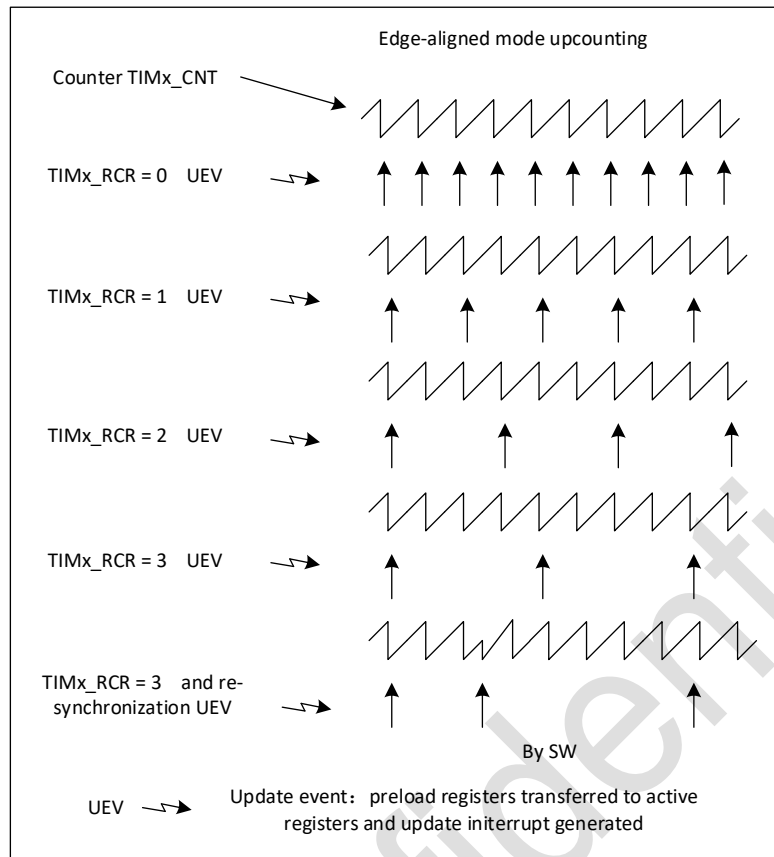 Edge-aligned mode upcounting
Counter TIMx_CNT
TIMx_RCR = 0 UEV
TIMx_RCR = 1 UEV
TIMx_RCR = 2 UEV
TIMx_RCR = 3 UEV
TIMx_RCR = 3 and re-
synchronization UEV
By SW
UEV
Update event：preload registers transferred to active
registers and update initerrupt generated